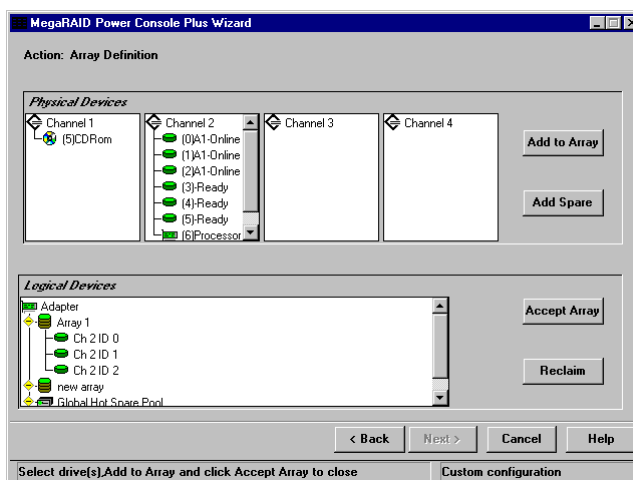 MegaRAID Power Console Plus Wizard
Action: Array Definition
Physical Devices
Channel 1
(5)CDRom
Channel 2
(0)A1-Online
(1)A1-Online
(2)A1-Online
(3)-Ready
(4)-Ready
(5)-Ready
(6)Processor
Channel 3
Channel 4
Add to Array
Add Spare
Logical Devices
Adapter
Array 1
Ch 2 ID 0
Ch 2 ID 1
Ch 2 ID 2
new array
Global Hot Spare Pool
Accept Array
Reclaim
< Back
Next >
Cancel
Help
Select drive(s),Add to Array and click Accept Array to close
Custom configuration